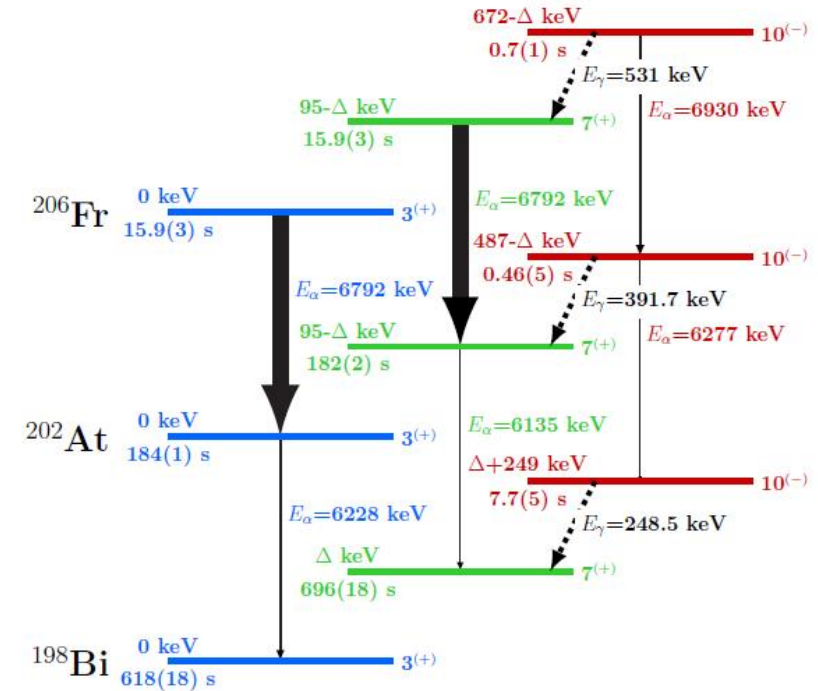 672-Δ keV
10⁽⁻⁾
0.7(1) s
E_γ=531 keV
95-Δ keV
E_α=6930 keV
7⁽⁺⁾
15.9(3) s
0 keV
²⁰⁶Fr
3⁽⁺⁾
E_α=6792 keV
15.9(3) s
487-Δ keV
10⁽⁻⁾
0.46(5) s
E_α=6792 keV
E_γ=391.7 keV
95-Δ keV
E_α=6277 keV
7⁽⁺⁾
182(2) s
0 keV
E_α=6135 keV
²⁰²At
3⁽⁺⁾
184(1) s
Δ+249 keV
10⁽⁻⁾
7.7(5) s
E_α=6228 keV
E_γ=248.5 keV
Δ keV
7⁽⁺⁾
696(18) s
0 keV
¹⁹⁸Bi
3⁽⁺⁾
618(18) s